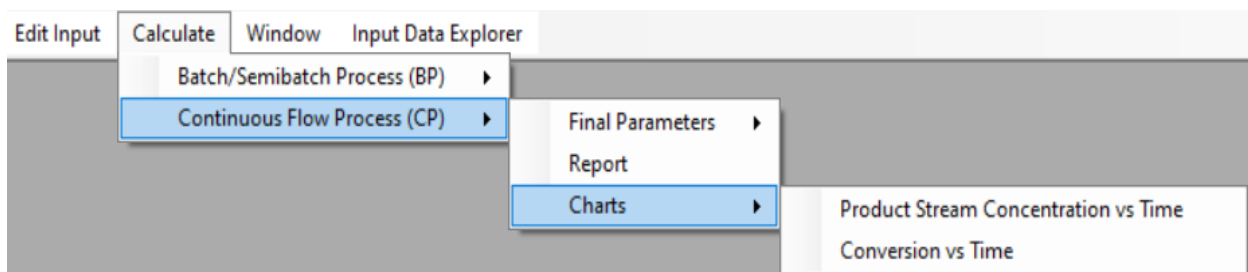 Edit Input Calculate Window Input Data Explorer
Batch/Semibatch Process (BP)
Continuous Flow Process (CP)
Final Parameters
Report
Charts
Product Stream Concentration vs Time
Conversion vs Time